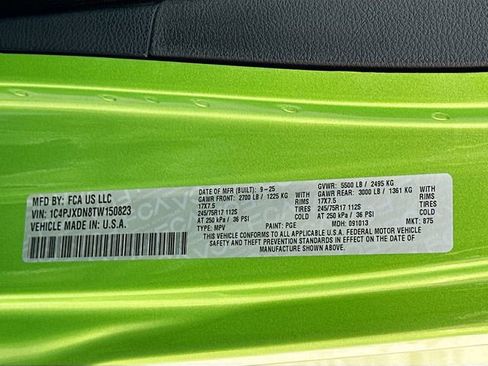 MFD BY: FCA US LLC
VIN: 1C4PJXDN8TW150823
VEHICLE MADE IN: U.S.A.
DATE OF MFR (BUILT): 9-25
GAWR FRONT: 2700 LB / 1225 KG
17X7.5
245/75R17 112S
AT 250 kPa / 36 PSI
TYPE: MPV
RIMS
TIRES
PAINT: PGE
GVWR: 5500 LB / 2495 KG
GAWR REAR: 3000 LB / 1361 KG
17X7.5
245/75R17 112S
AT 250 kPa / 36 PSI
MDH: 091013
RIMS
TIRES
MKT: 875
THIS VEHICLE CONFORMS TO ALL APPLICABLE U.S.A. FEDERAL MOTOR VEHICLE
SAFETY AND THEFT PREVENTION STANDARDS IN EFFECT ON THE DATE OF
MANUFACTURE SHOWN ABOVE.